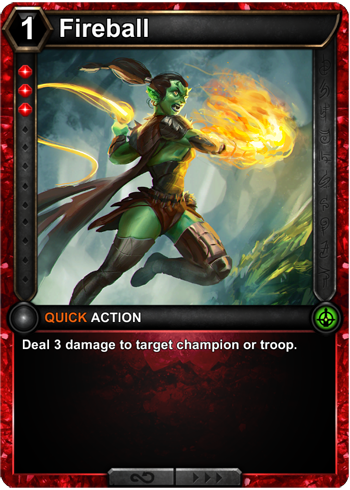 1 Fireball
QUICK ACTION
Deal 3 damage to target champion or troop.